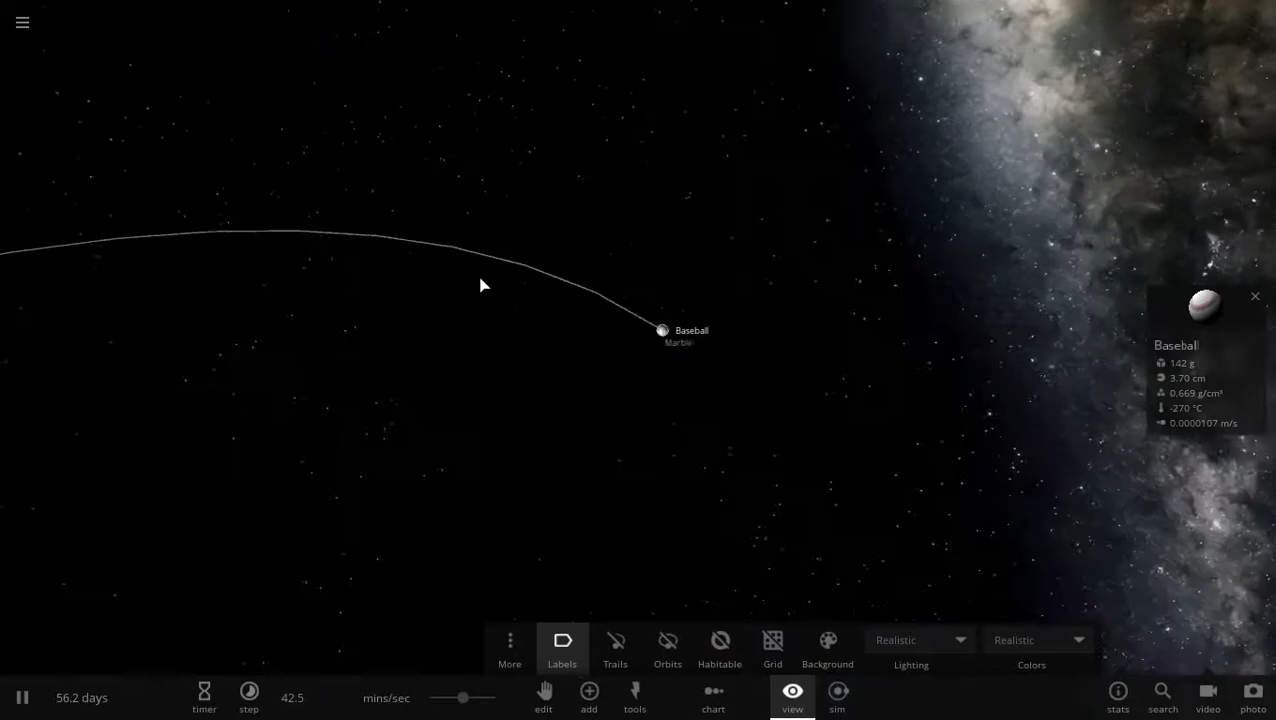 Baseball
Marble
Baseball
142 g
3.70 cm
0.669 g/cm³
-270 °C
0.0000107 m/s
More
Labels
Trails
Orbits
Habitable
Grid
Background
Realistic
Lighting
Realistic
Colors
56.2 days
timer
step
42.5
mins/sec
edit
add
tools
chart
view
sim
stats
search
video
photo